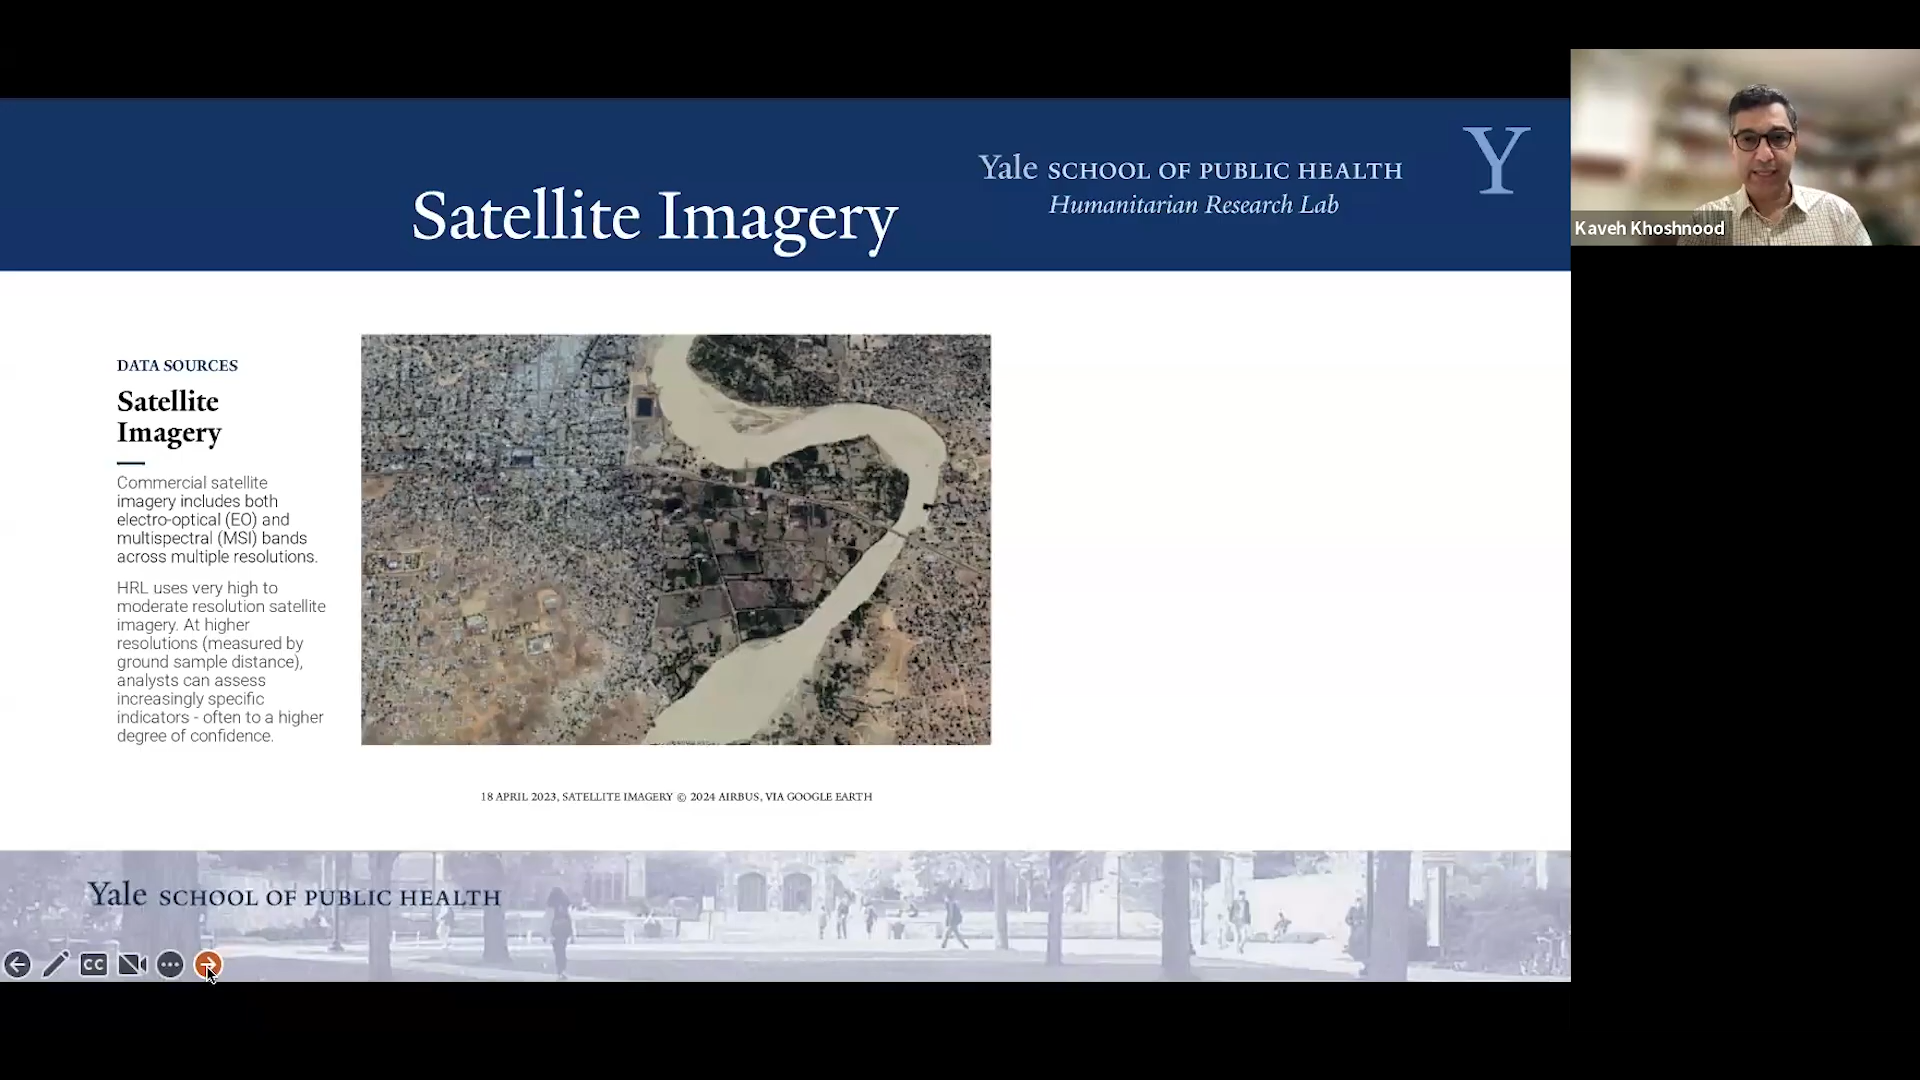 Yale SCHOOL OF PUBLIC HEALTH
Humanitarian Research Lab
Y
Satellite Imagery
Kaveh Khoshnood
DATA SOURCES
Satellite
Imagery
Commercial satellite
imagery includes both
electro-optical (EO) and
multispectral (MSI) bands
across multiple resolutions.
HRL uses very high to
moderate resolution satellite
imagery. At higher
resolutions (measured by
ground sample distance),
analysts can assess
increasingly specific
indicators - often to a higher
degree of confidence.
18 APRIL 2023, SATELLITE IMAGERY © 2024 AIRBUS, VIA GOOGLE EARTH
Yale SCHOOL OF PUBLIC HEALTH
CC